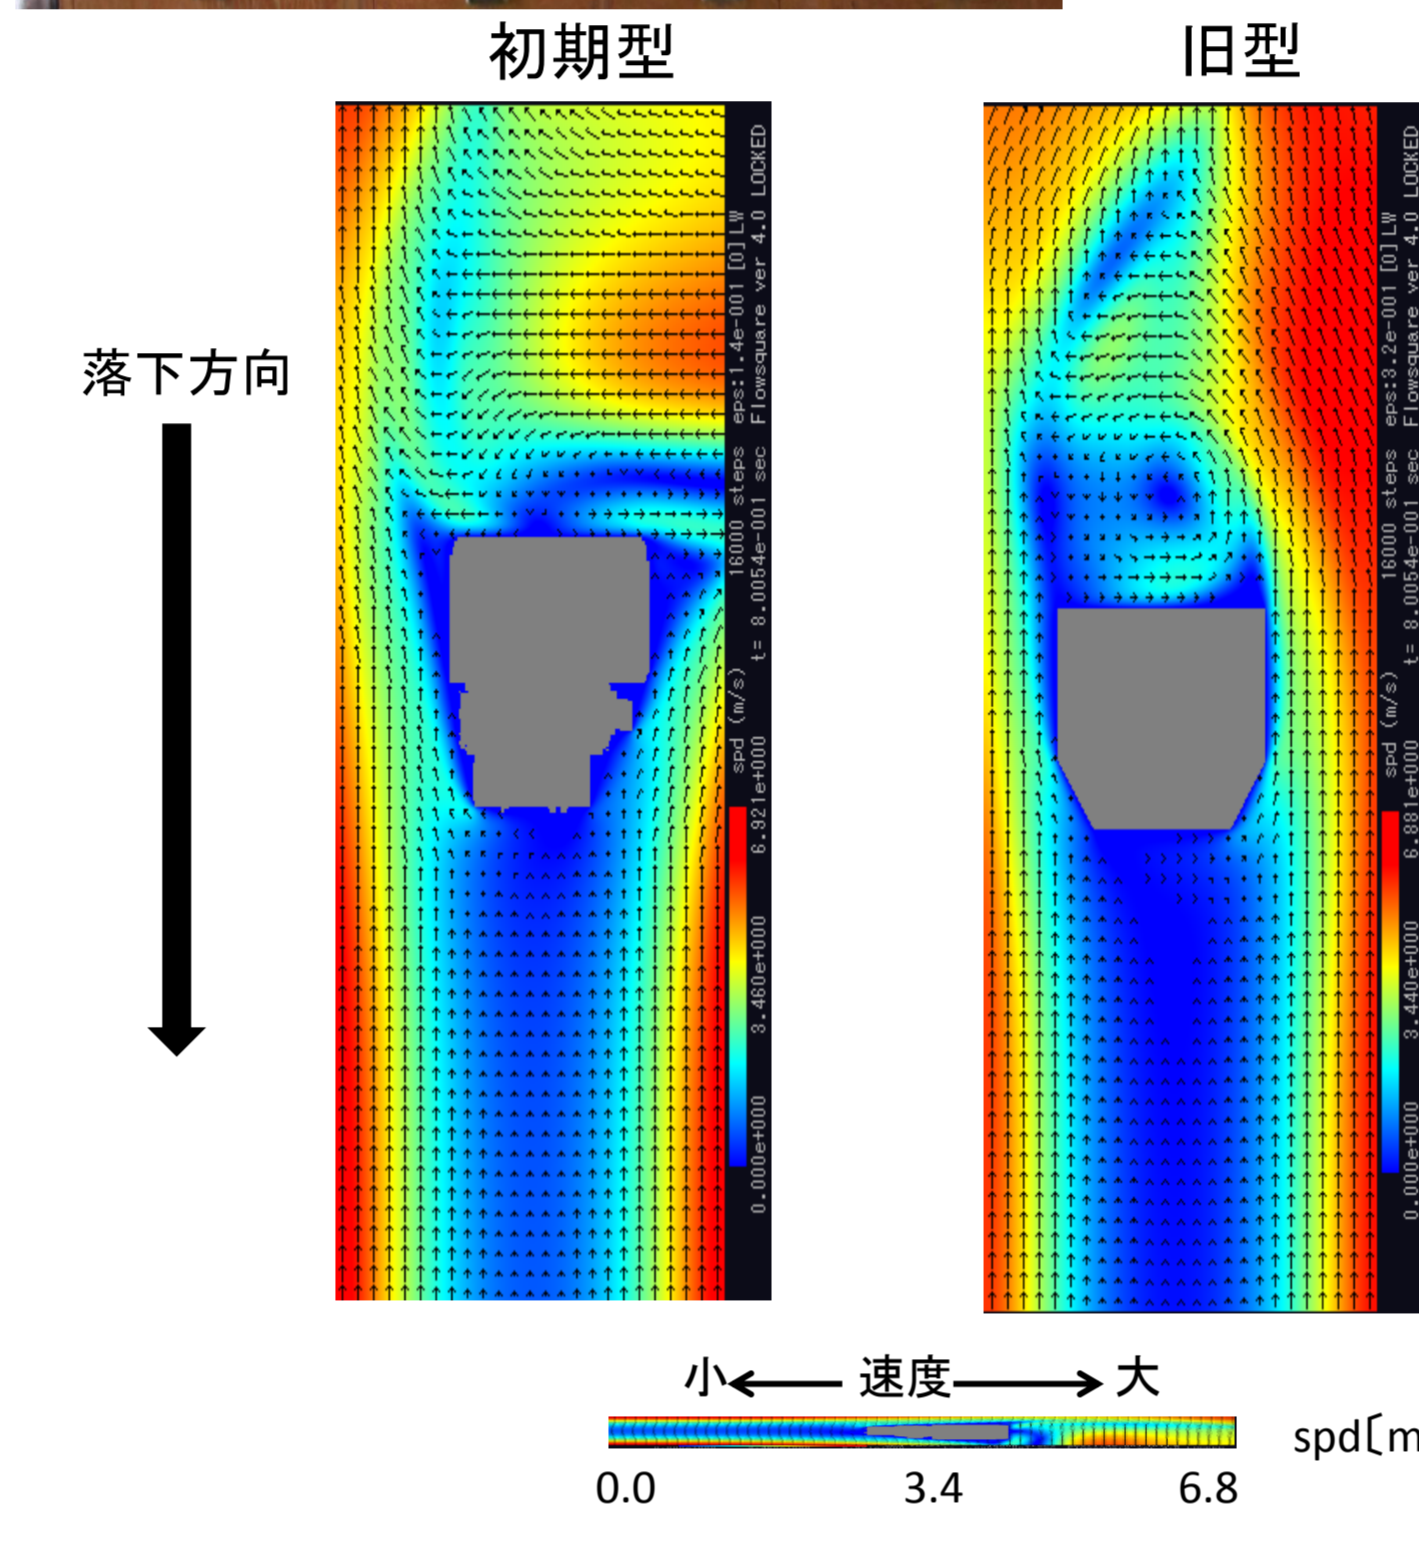 初期型
旧型
落下方向
16000 steps eps:1.4e-001 [0]LW
spd (m/s) t= 8.0054e-001 sec Flowsquare ver 4.0 LOCKED
0.000e+000 3.460e+000 6.921e+000
16000 steps eps:3.2e-001 [0]LW
spd (m/s) t= 8.0054e-001 sec Flowsquare ver 4.0 LOCKED
0.000e+000 3.440e+000 6.881e+000
小 速度 大
spd〔m
0.0 3.4 6.8